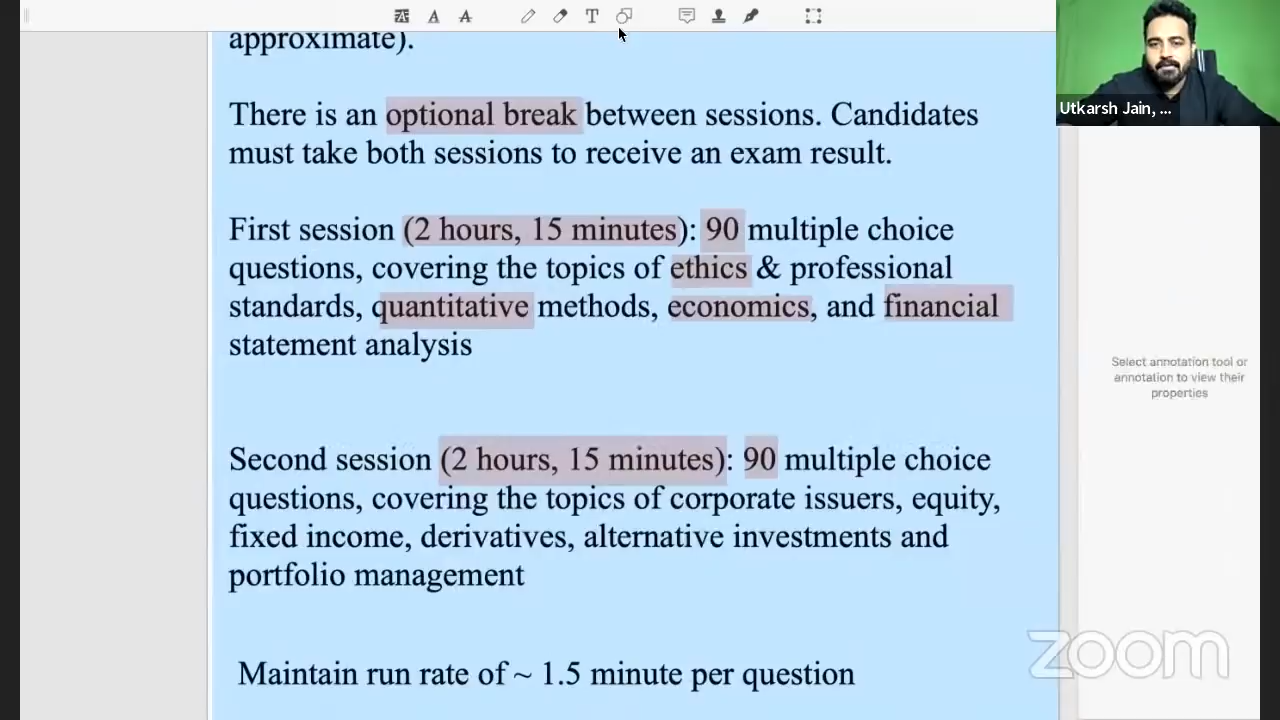 approximate).
There is an optional break between sessions. Candidates
must take both sessions to receive an exam result.
First session (2 hours, 15 minutes): 90 multiple choice
questions, covering the topics of ethics & professional
standards, quantitative methods, economics, and financial
statement analysis
Second session (2 hours, 15 minutes): 90 multiple choice
questions, covering the topics of corporate issuers, equity,
fixed income, derivatives, alternative investments and
portfolio management
Maintain run rate of ~ 1.5 minute per question
Utkarsh Jain, ...
Select annotation tool or
annotation to view their
properties
zoom